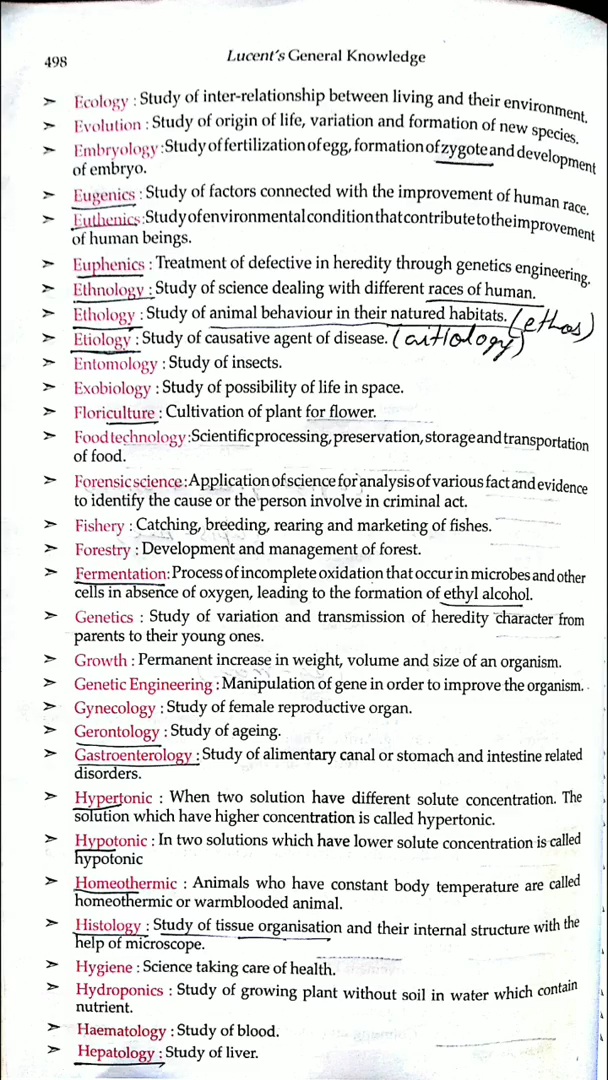 498
Lucent's General Knowledge
➤ Ecology : Study of inter-relationship between living and their environment.
➤ Evolution : Study of origin of life, variation and formation of new species.
➤ Embryology : Study of fertilization of egg, formation of zygote and development
of embryo.
➤ Eugenics : Study of factors connected with the improvement of human race.
➤ Euthenics : Study of environmental condition that contribute to the improvement
of human beings.
➤ Euphenics : Treatment of defective in heredity through genetics engineering.
➤ Ethnology : Study of science dealing with different races of human.
➤ Ethology : Study of animal behaviour in their natured habitats. (ethos)
➤ Etiology : Study of causative agent of disease. (aitiology)
➤ Entomology : Study of insects.
➤ Exobiology : Study of possibility of life in space.
➤ Floriculture : Cultivation of plant for flower.
➤ Food technology : Scientific processing, preservation, storage and transportation
of food.
➤ Forensic science : Application of science for analysis of various fact and evidence
to identify the cause or the person involve in criminal act.
➤ Fishery : Catching, breeding, rearing and marketing of fishes.
➤ Forestry : Development and management of forest.
➤ Fermentation : Process of incomplete oxidation that occur in microbes and other
cells in absence of oxygen, leading to the formation of ethyl alcohol.
➤ Genetics : Study of variation and transmission of heredity character from
parents to their young ones.
➤ Growth : Permanent increase in weight, volume and size of an organism.
➤ Genetic Engineering : Manipulation of gene in order to improve the organism.
➤ Gynecology : Study of female reproductive organ.
➤ Gerontology : Study of ageing.
➤ Gastroenterology : Study of alimentary canal or stomach and intestine related
disorders.
➤ Hypertonic : When two solution have different solute concentration. The
solution which have higher concentration is called hypertonic.
➤ Hypotonic : In two solutions which have lower solute concentration is called
hypotonic
➤ Homeothermic : Animals who have constant body temperature are called
homeothermic or warmblooded animal.
➤ Histology : Study of tissue organisation and their internal structure with the
help of microscope.
➤ Hygiene : Science taking care of health.
➤ Hydroponics : Study of growing plant without soil in water which contain
nutrient.
➤ Haematology : Study of blood.
➤ Hepatology : Study of liver.